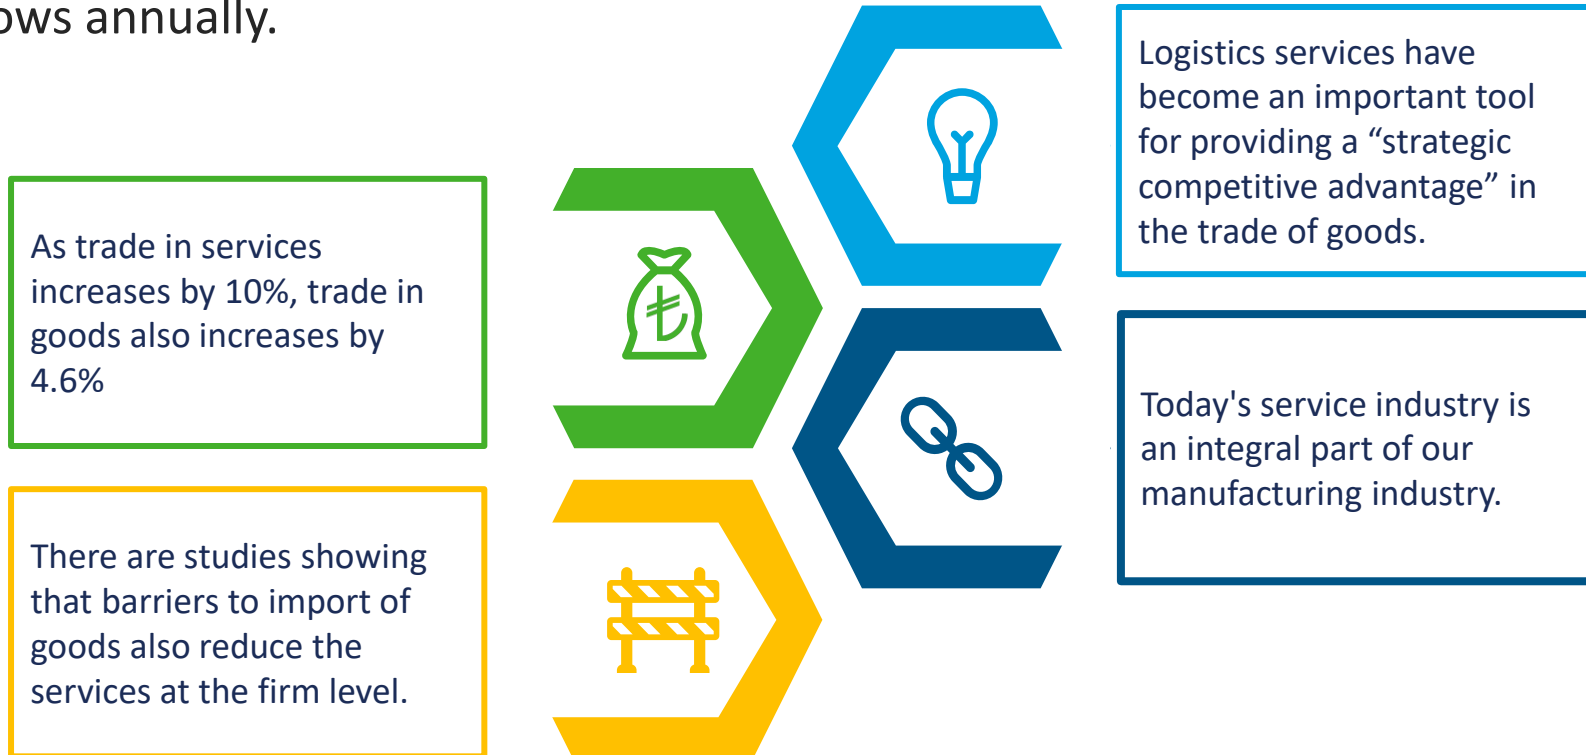 annually.
As trade in services
increases by 10%, trade in
goods also increases by
4.6%
There are studies showing
that barriers to import of
goods also reduce the
services at the firm level.
Logistics services have
become an important tool
for providing a “strategic
competitive advantage” in
the trade of goods.
Today's service industry is
an integral part of our
manufacturing industry.
₺